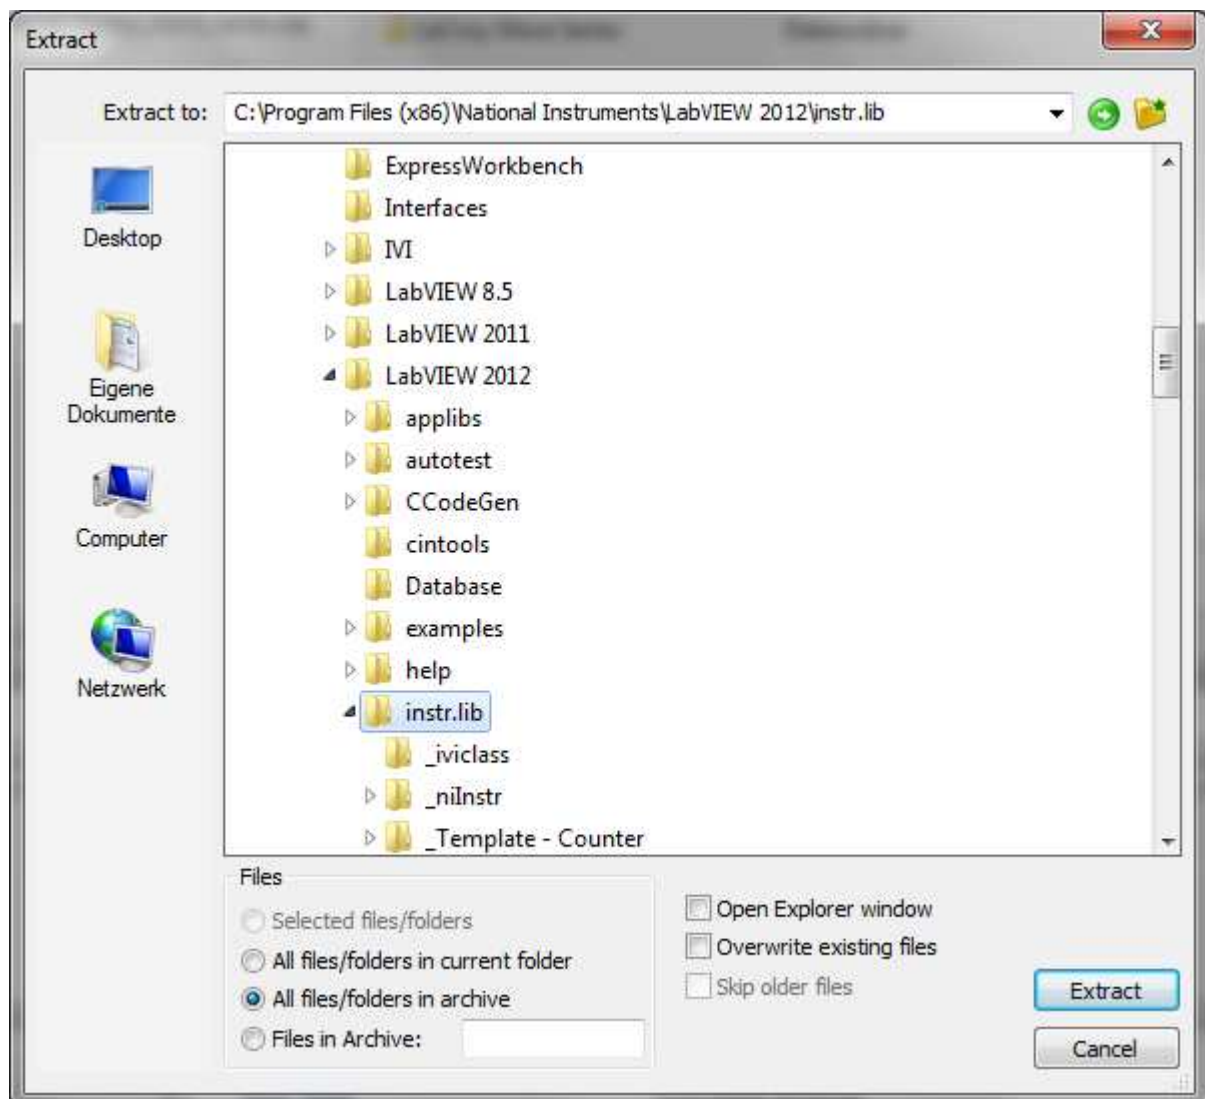 Extract
Extract to: C:\Program Files (x86)\National Instruments\LabVIEW 2012\instr.lib
Desktop
Eigene
Dokumente
Computer
Netzwerk
ExpressWorkbench
Interfaces
IVI
LabVIEW 8.5
LabVIEW 2011
LabVIEW 2012
applibs
autotest
CCodeGen
cintools
Database
examples
help
instr.lib
_iviclass
_niInstr
_Template - Counter
Files
Selected files/folders
All files/folders in current folder
All files/folders in archive
Files in Archive:
Open Explorer window
Overwrite existing files
Skip older files
Extract
Cancel